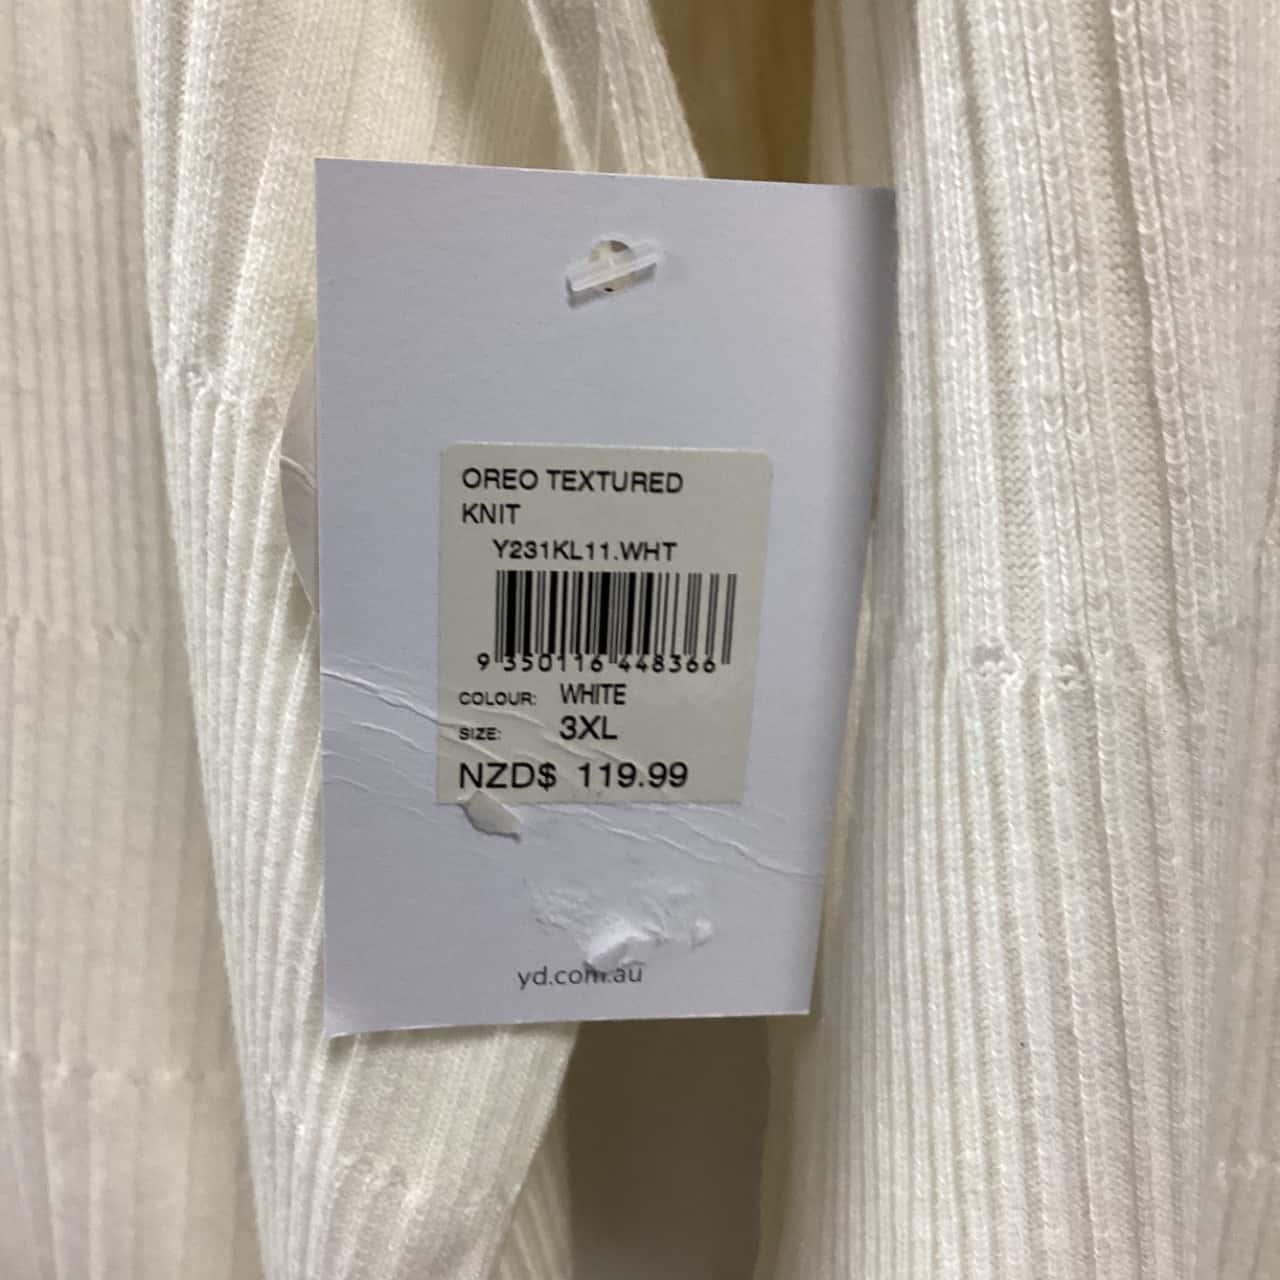 OREO TEXTURED
KNIT
Y231KL11.WHT
9 350116 448366
COLOUR: WHITE
SIZE: 3XL
NZD$ 119.99
yd.com.au